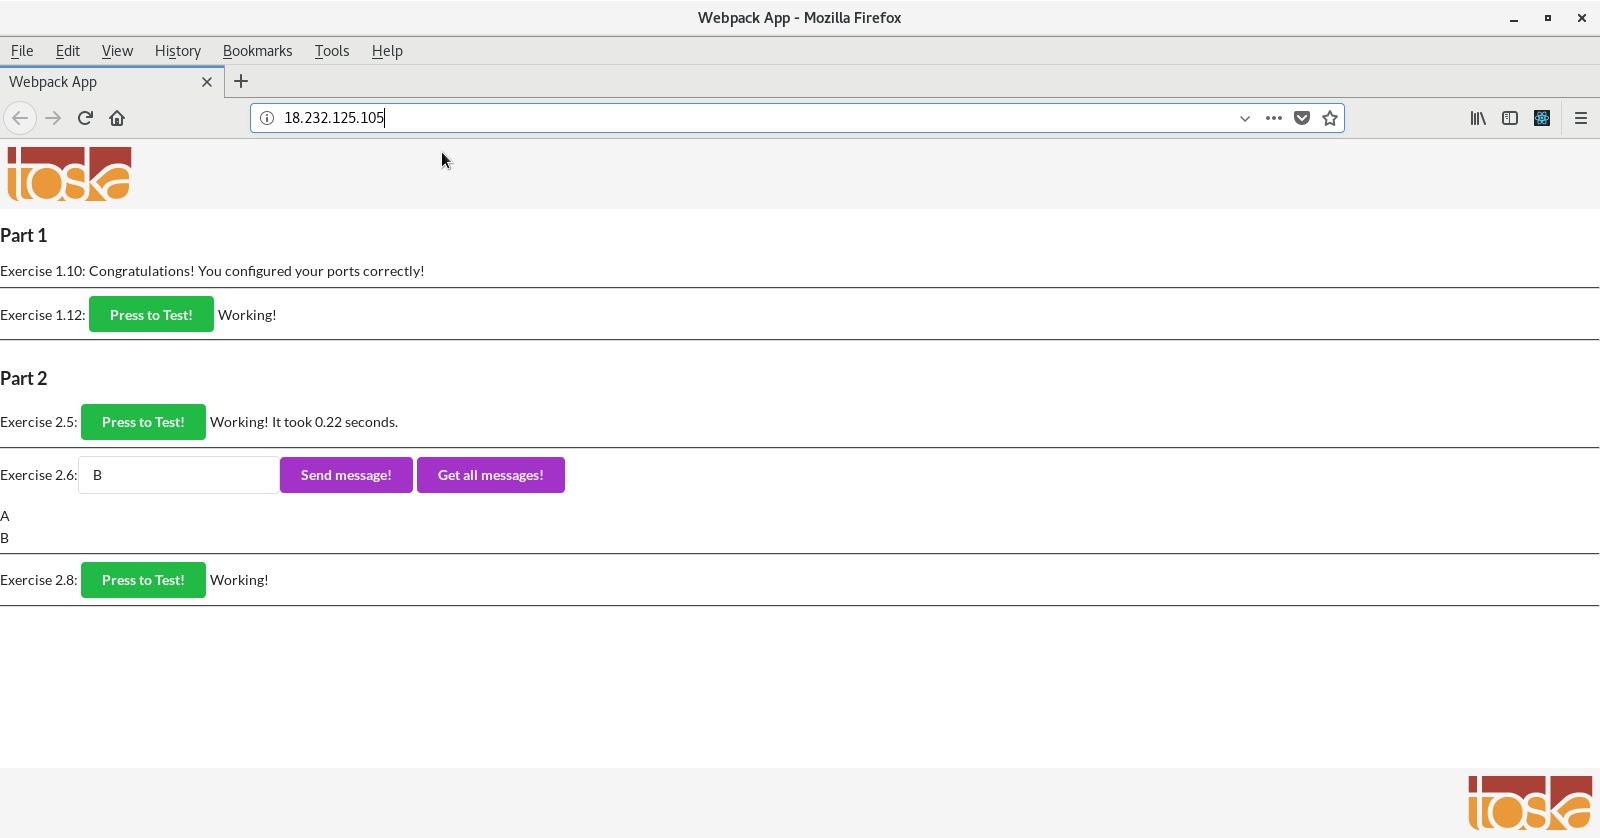 Webpack App - Mozilla Firefox
File Edit View History Bookmarks Tools Help
Webpack App
18.232.125.105
toska
Part 1
Exercise 1.10: Congratulations! You configured your ports correctly!
Exercise 1.12: Press to Test! Working!
Part 2
Exercise 2.5: Press to Test! Working! It took 0.22 seconds.
Exercise 2.6: B Send message! Get all messages!
A
B
Exercise 2.8: Press to Test! Working!
toska